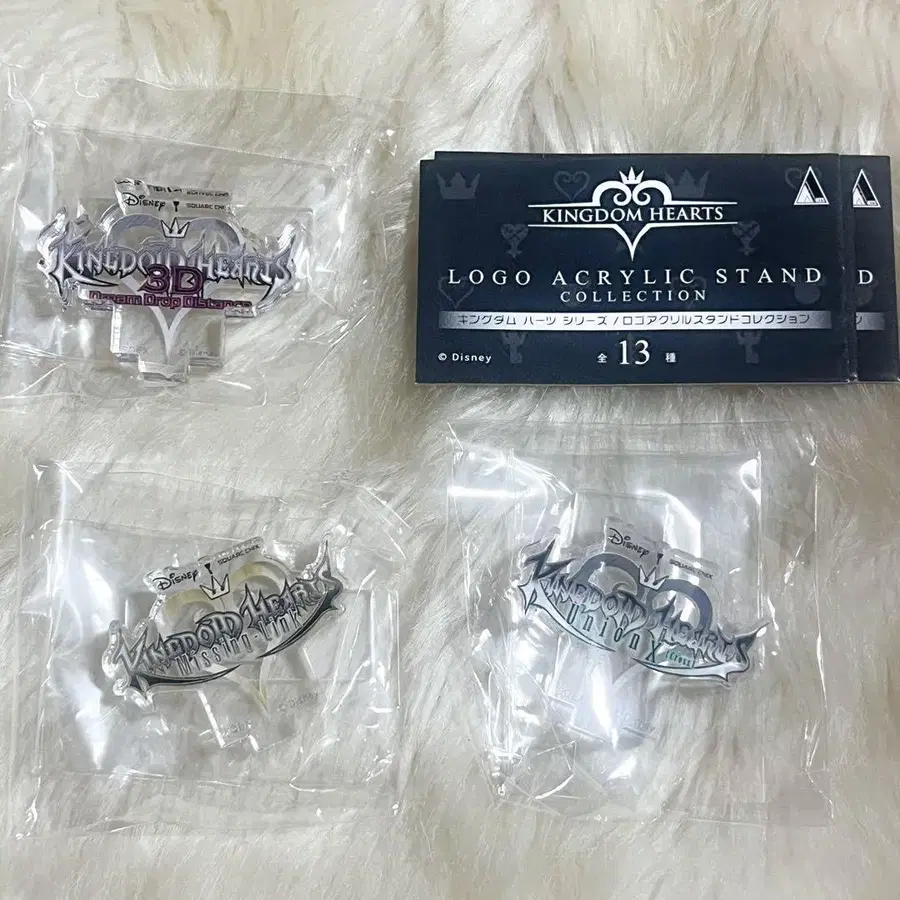 Disney SQUARE ENIX
KINGDOM HEARTS
3D
Dream Drop Distance
KINGDOM HEARTS
LOGO ACRYLIC STAND
COLLECTION
キングダム ハーツ シリーズ / ロゴアクリルスタンドコレクション
© Disney
全 13 種
D
ン
Disney SQUARE ENIX
KINGDOM HEARTS
Missing-Link
© Disney
Disney SQUARE ENIX
KINGDOM HEARTS
UNION X [Cross]